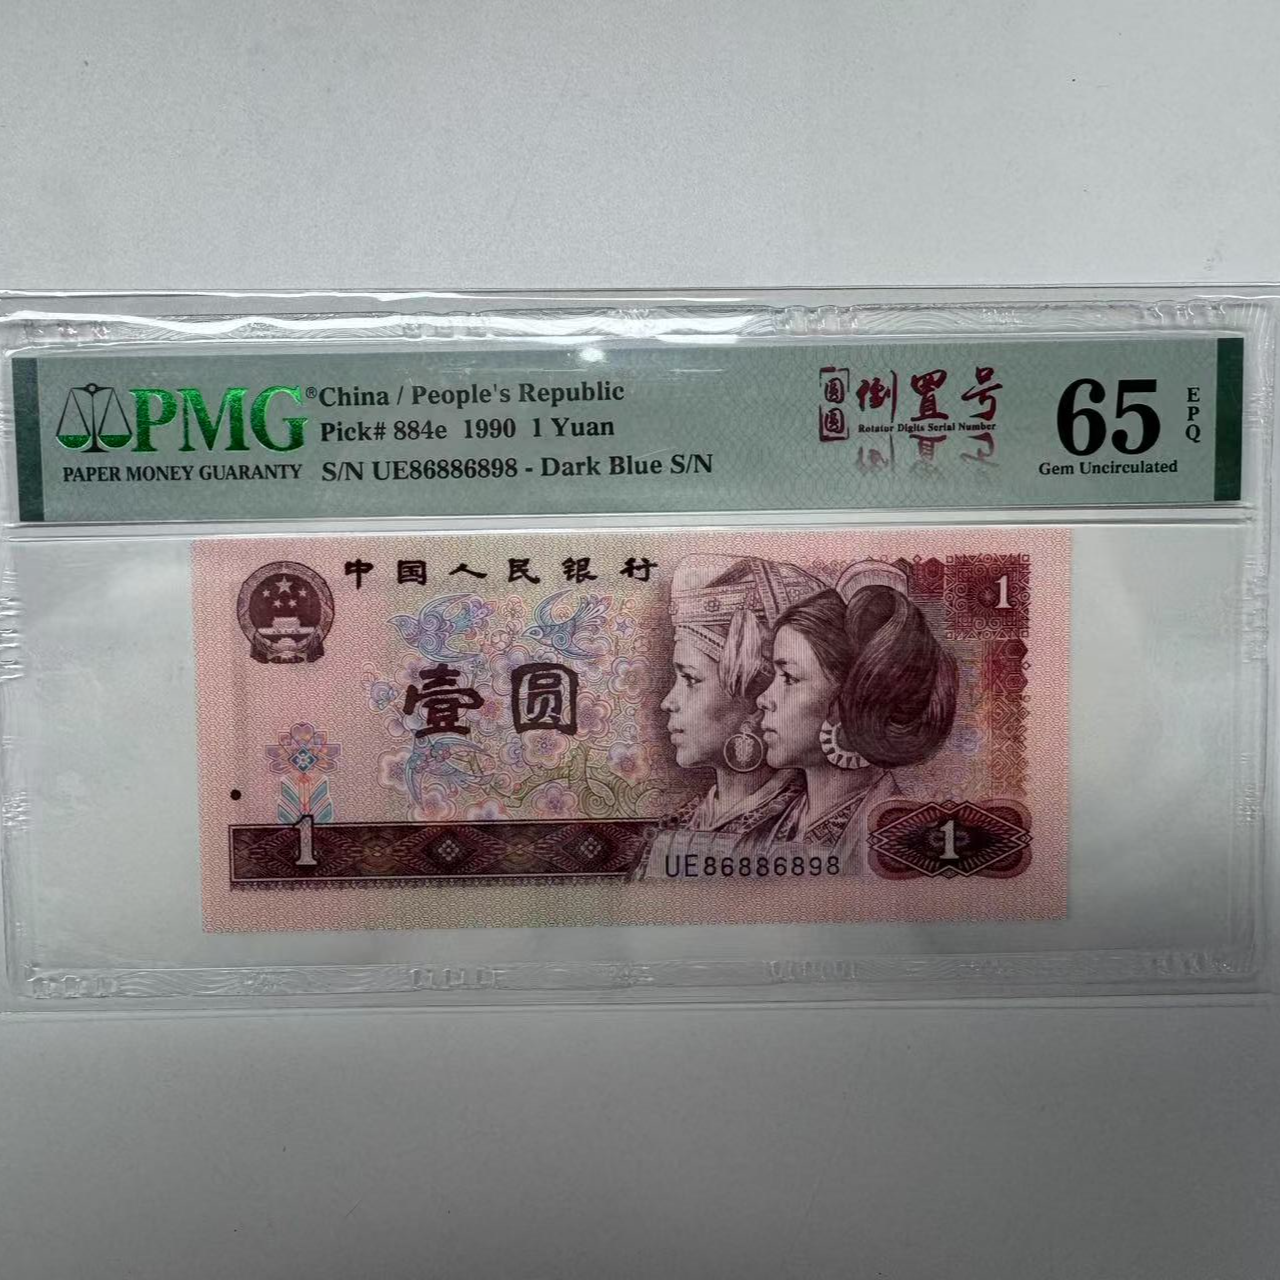 PMG®
PAPER MONEY GUARANTY
China / People's Republic
Pick# 884e 1990 1 Yuan
S/N UE86886898 - Dark Blue S/N
圆圆
倒置号
Rotator Digits Serial Number
65
EPQ
Gem Uncirculated
中国人民银行
1
壹圆
1
UE86886898
1